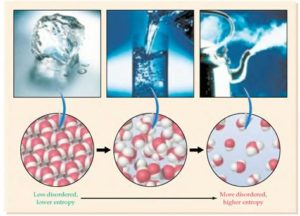 Less disordered,
lower entropy
More disordered,
higher entropy